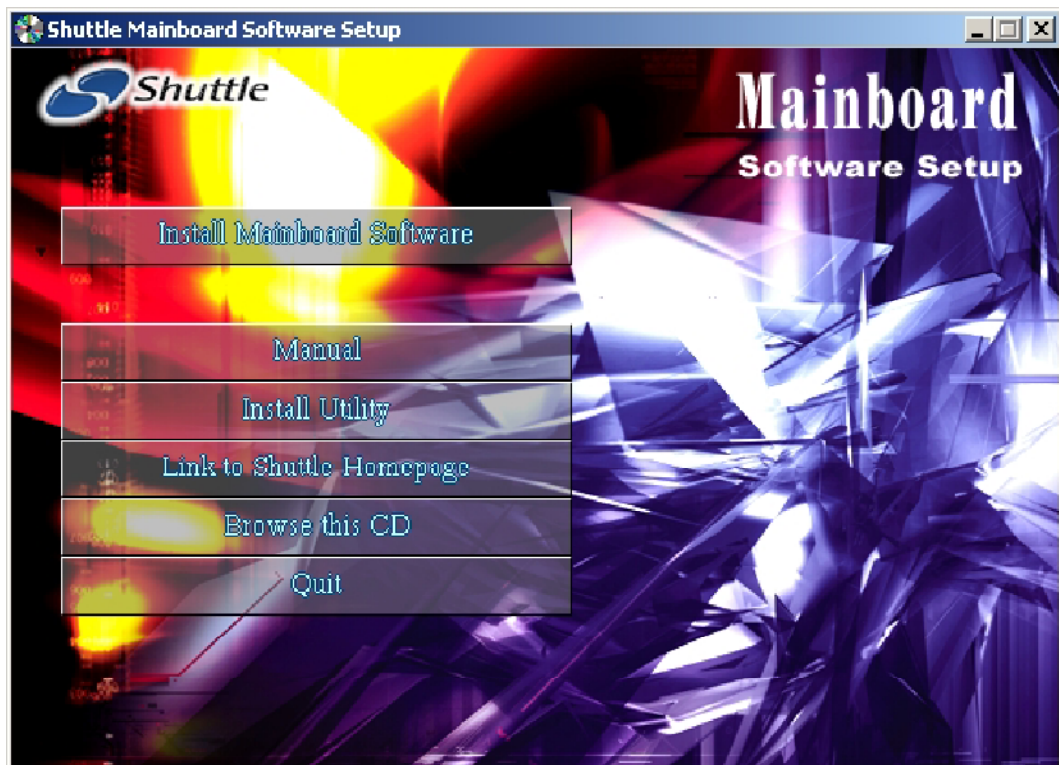 Shuttle Mainboard Software Setup
Shuttle
Mainboard
Software Setup
Install Mainboard Software
Manual
Install Utility
Link to Shuttle Homepage
Browse this CD
Quit